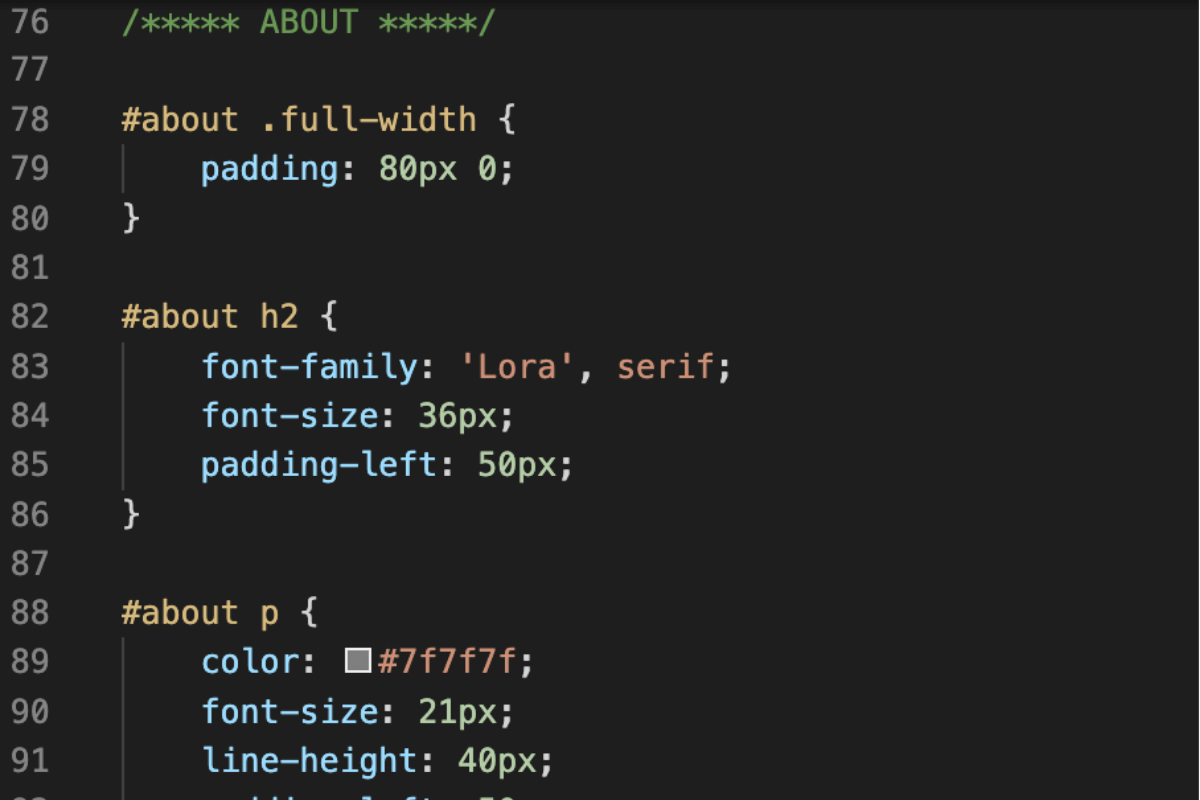 76 /***** ABOUT *****/
77
78 #about .full-width {
79     padding: 80px 0;
80 }
81
82 #about h2 {
83     font-family: 'Lora', serif;
84     font-size: 36px;
85     padding-left: 50px;
86 }
87
88 #about p {
89     color: #7f7f7f;
90     font-size: 21px;
91     line-height: 40px;